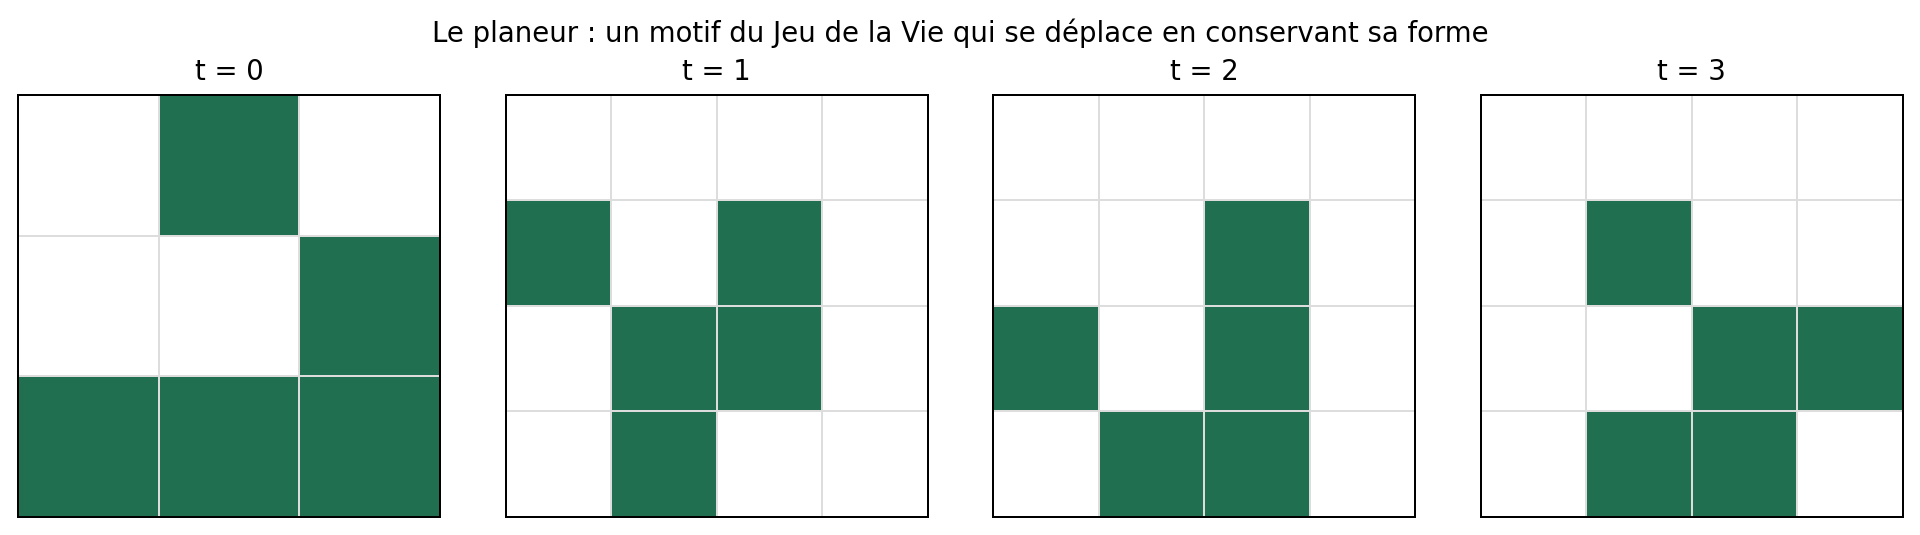 Le planeur : un motif du Jeu de la Vie qui se déplace en conservant sa forme
t = 0
t = 1
t = 2
t = 3